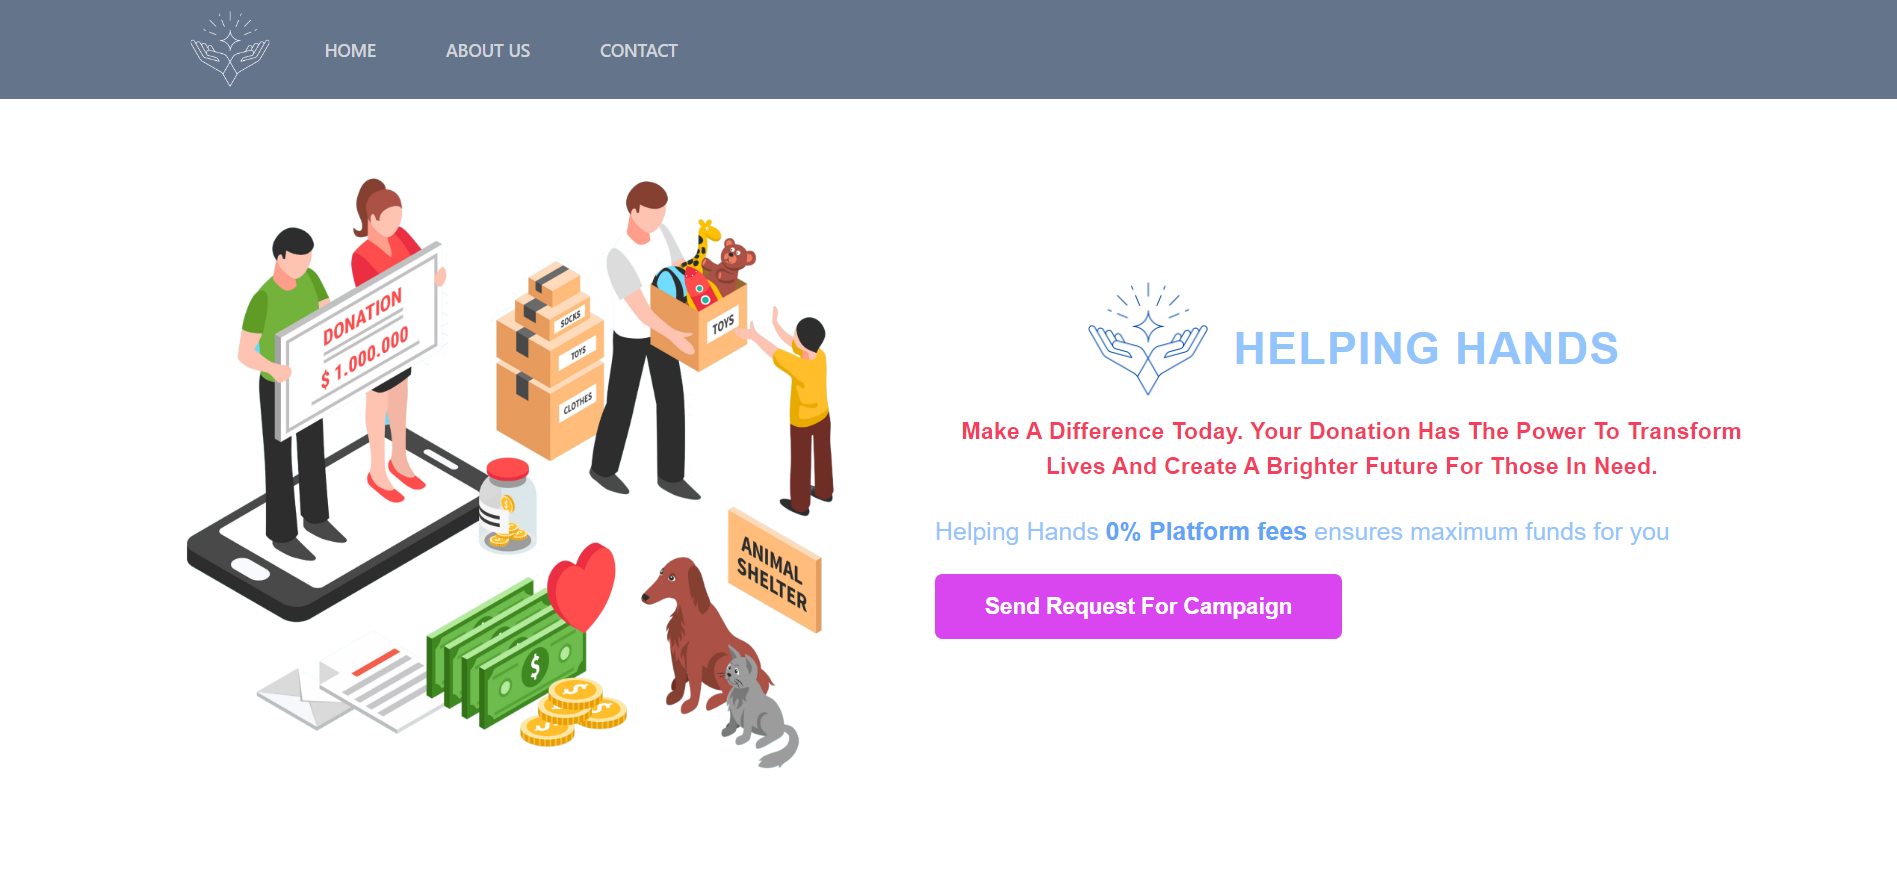 HOME
ABOUT US
CONTACT
DONATION
$ 1.000.000
SOCKS
TOYS
CLOTHES
TOYS
ANIMAL
SHELTER
$
HELPING HANDS
Make A Difference Today. Your Donation Has The Power To Transform
Lives And Create A Brighter Future For Those In Need.
Helping Hands 0% Platform fees ensures maximum funds for you
Send Request For Campaign